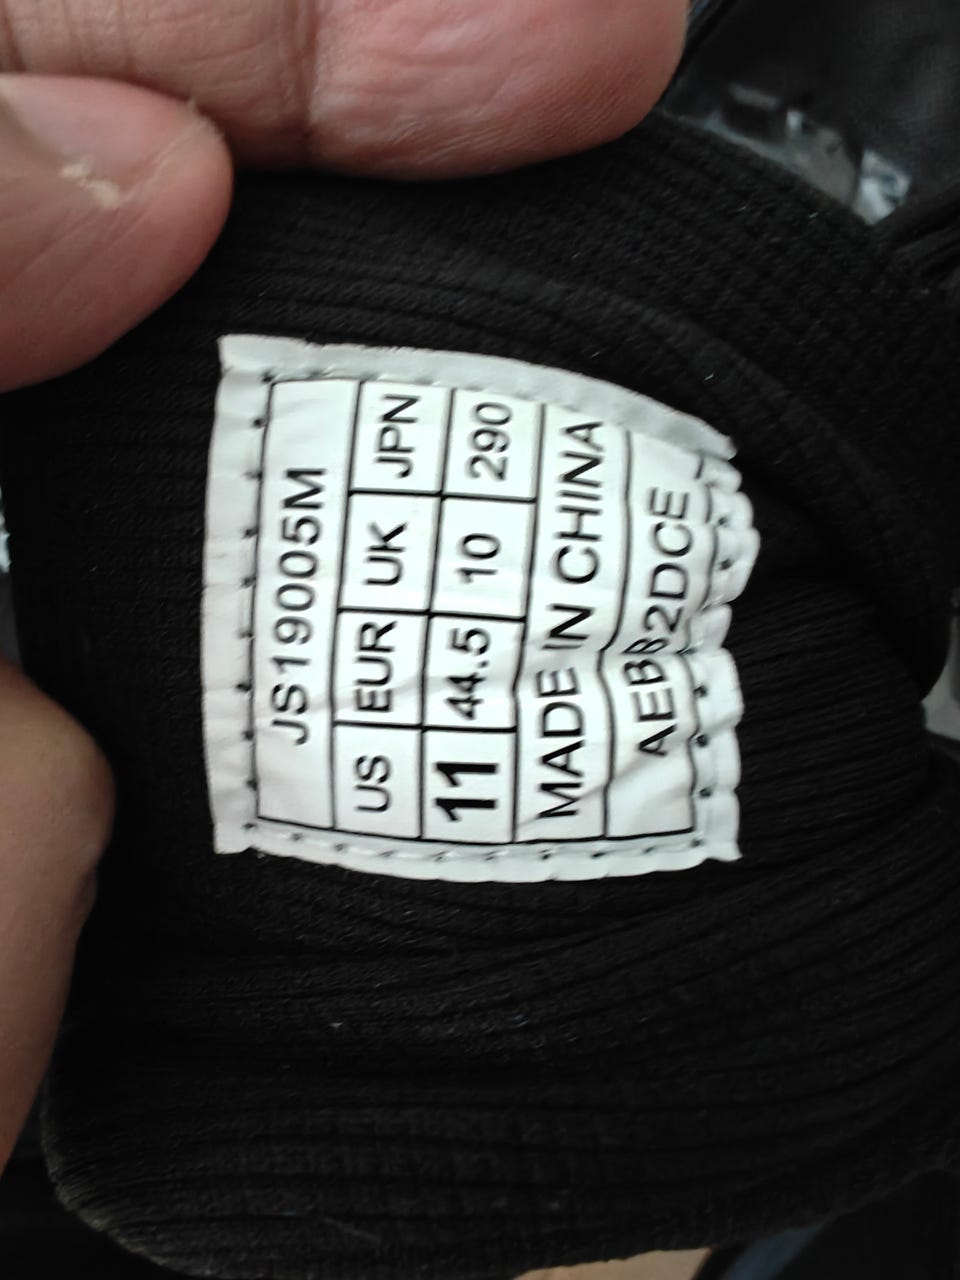 JS19005M
US EUR UK JPN
11 44.5 10 290
MADE IN CHINA